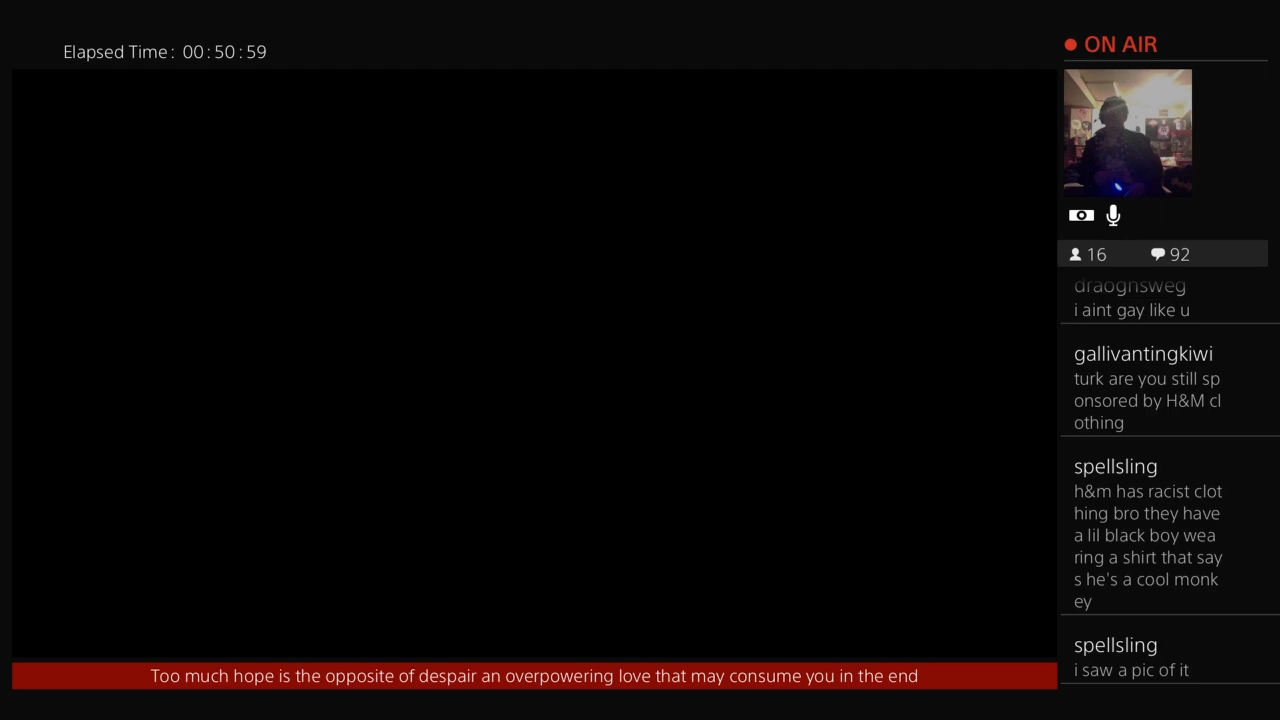 Elapsed Time: 00:50:59
ON AIR
16 92
draoghsweg
i aint gay like u
gallivantingkiwi
turk are you still sp
onsored by H&M cl
othing
spellsling
h&m has racist clot
hing bro they have
a lil black boy wea
ring a shirt that say
s he's a cool monk
ey
spellsling
i saw a pic of it
Too much hope is the opposite of despair an overpowering love that may consume you in the end